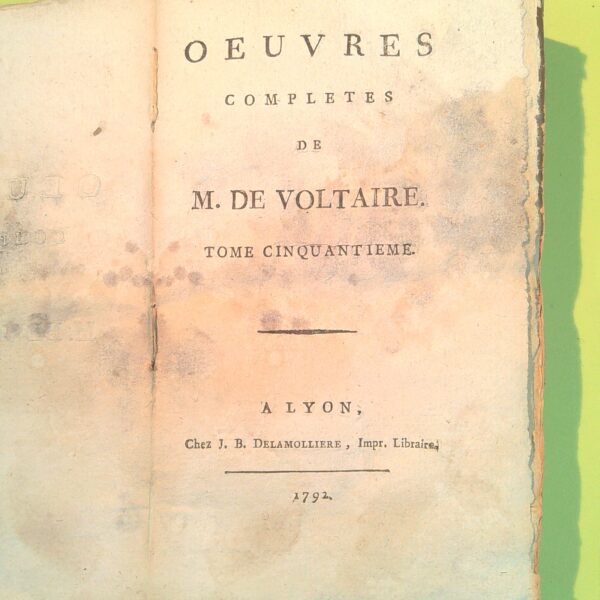 OEUVRES
COMPLETES
DE
M. DE VOLTAIRE.
TOME CINQUANTIEME.
A LYON,
Chez J. B. DELAMOLLIERE, Impr. Libraire.
1792.